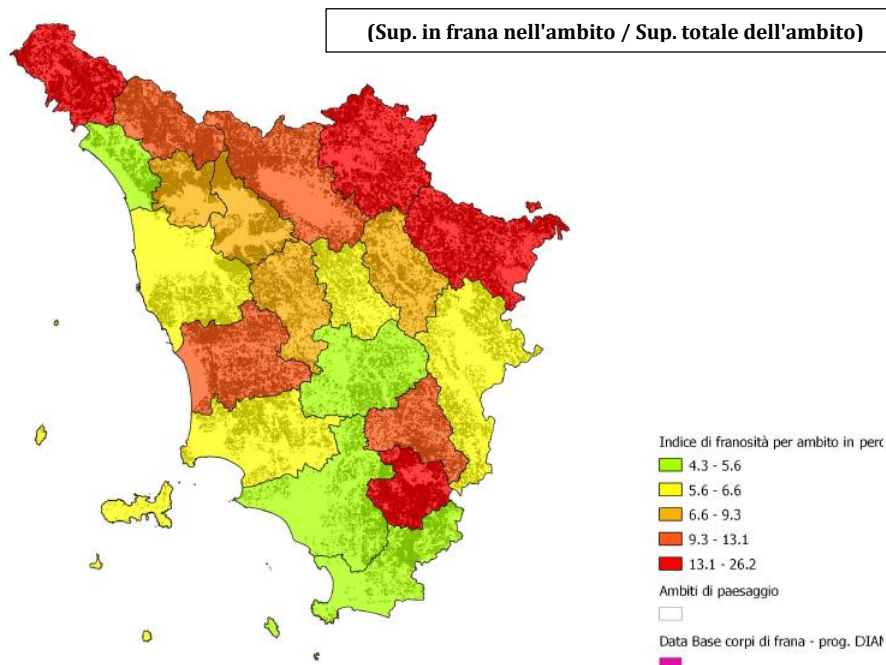 (Sup. in frana nell'ambito / Sup. totale dell'ambito)
Indice di franosità per ambito in perc
4.3 - 5.6
5.6 - 6.6
6.6 - 9.3
9.3 - 13.1
13.1 - 26.2
Ambiti di paesaggio
Data Base corpi di frana - prog.